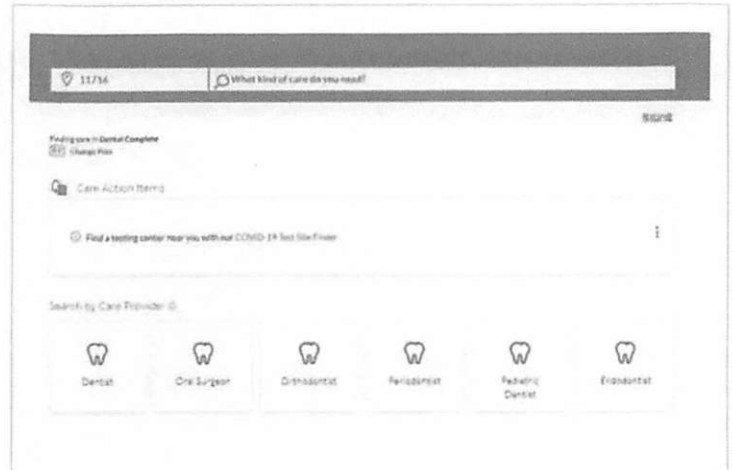 11716
What kind of care do you need?
Finding care in Dental Complete
Change Plan
Care Action Items
Find a testing center near you with our COVID-19 Test Site Finder
Search by Care Provider
Dentist
Oral Surgeon
Orthodontist
Periodontist
Pediatric
Dentist
Endodontist